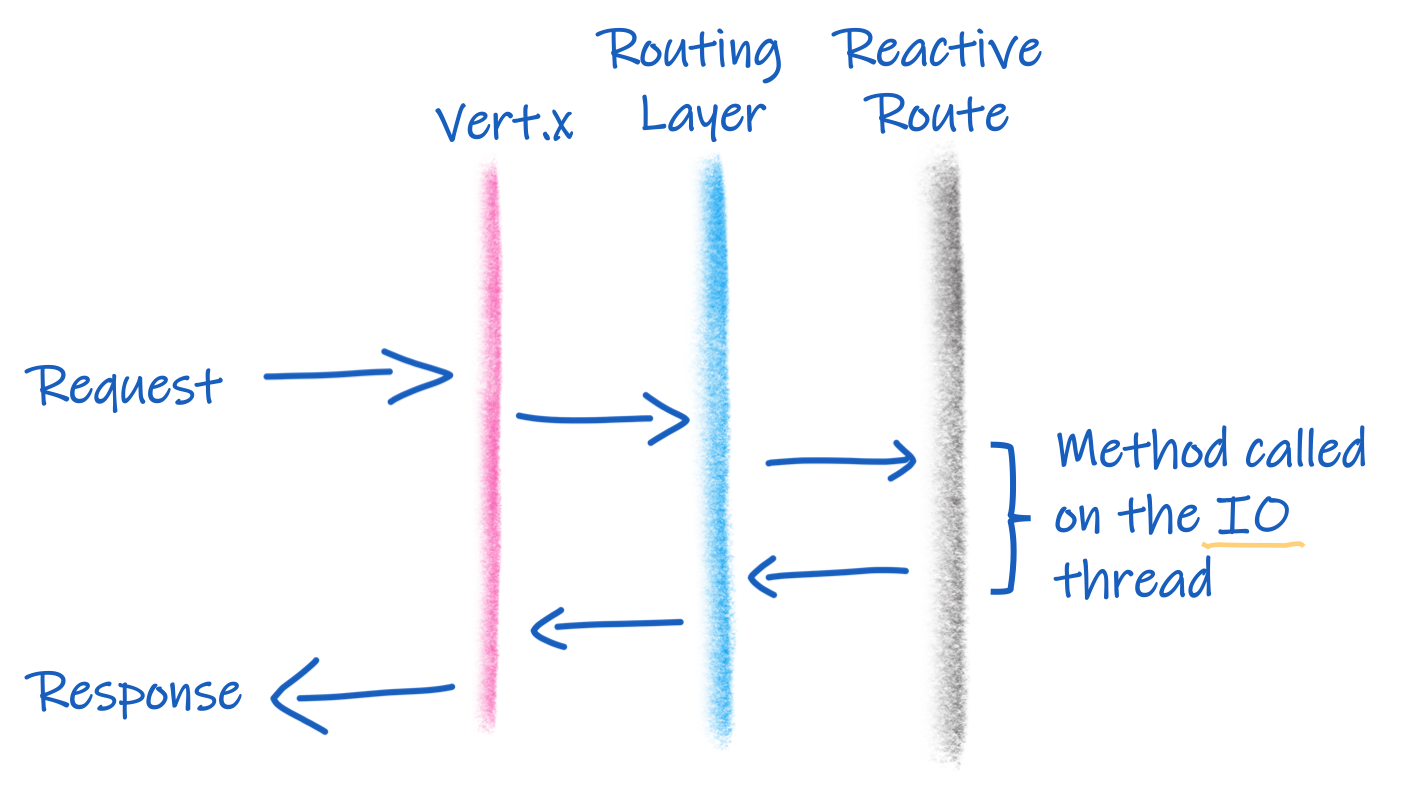 Vert.x
Routing
Layer
Reactive
Route
Request
Method called
on the IO
thread
Response